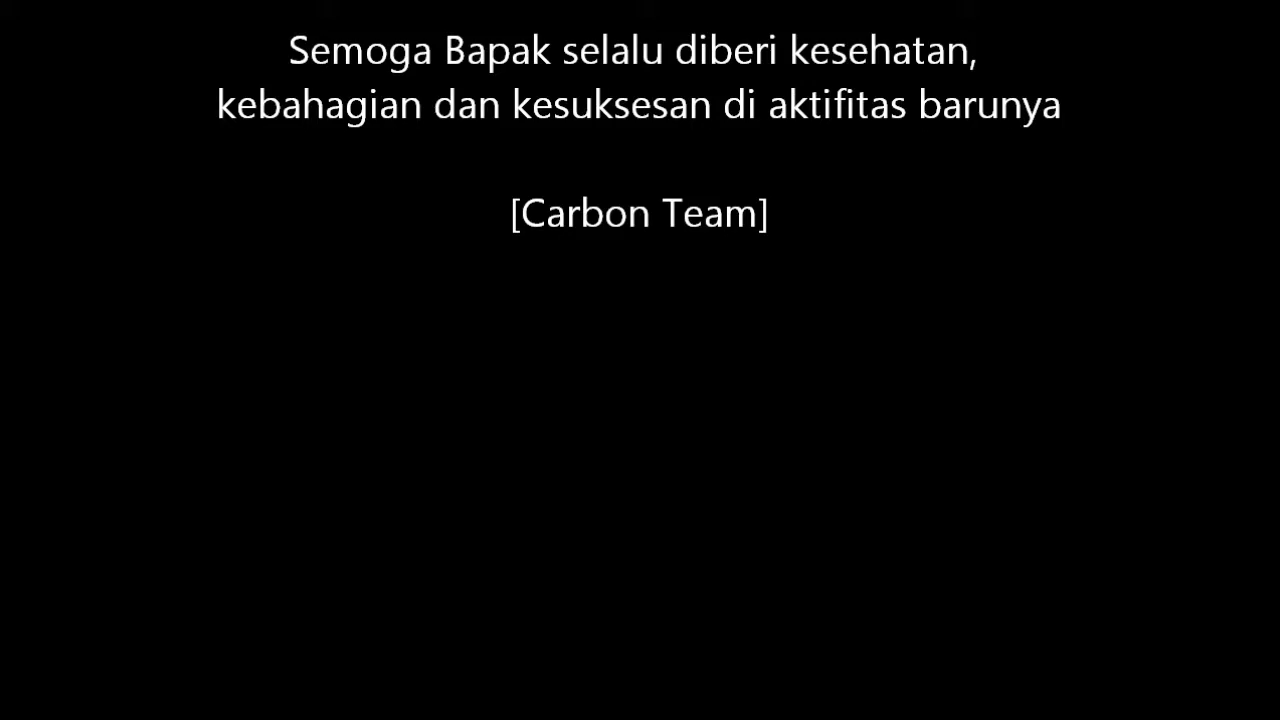 Semoga Bapak selalu diberi kesehatan,
kebahagian dan kesuksesan di aktifitas barunya
[Carbon Team]